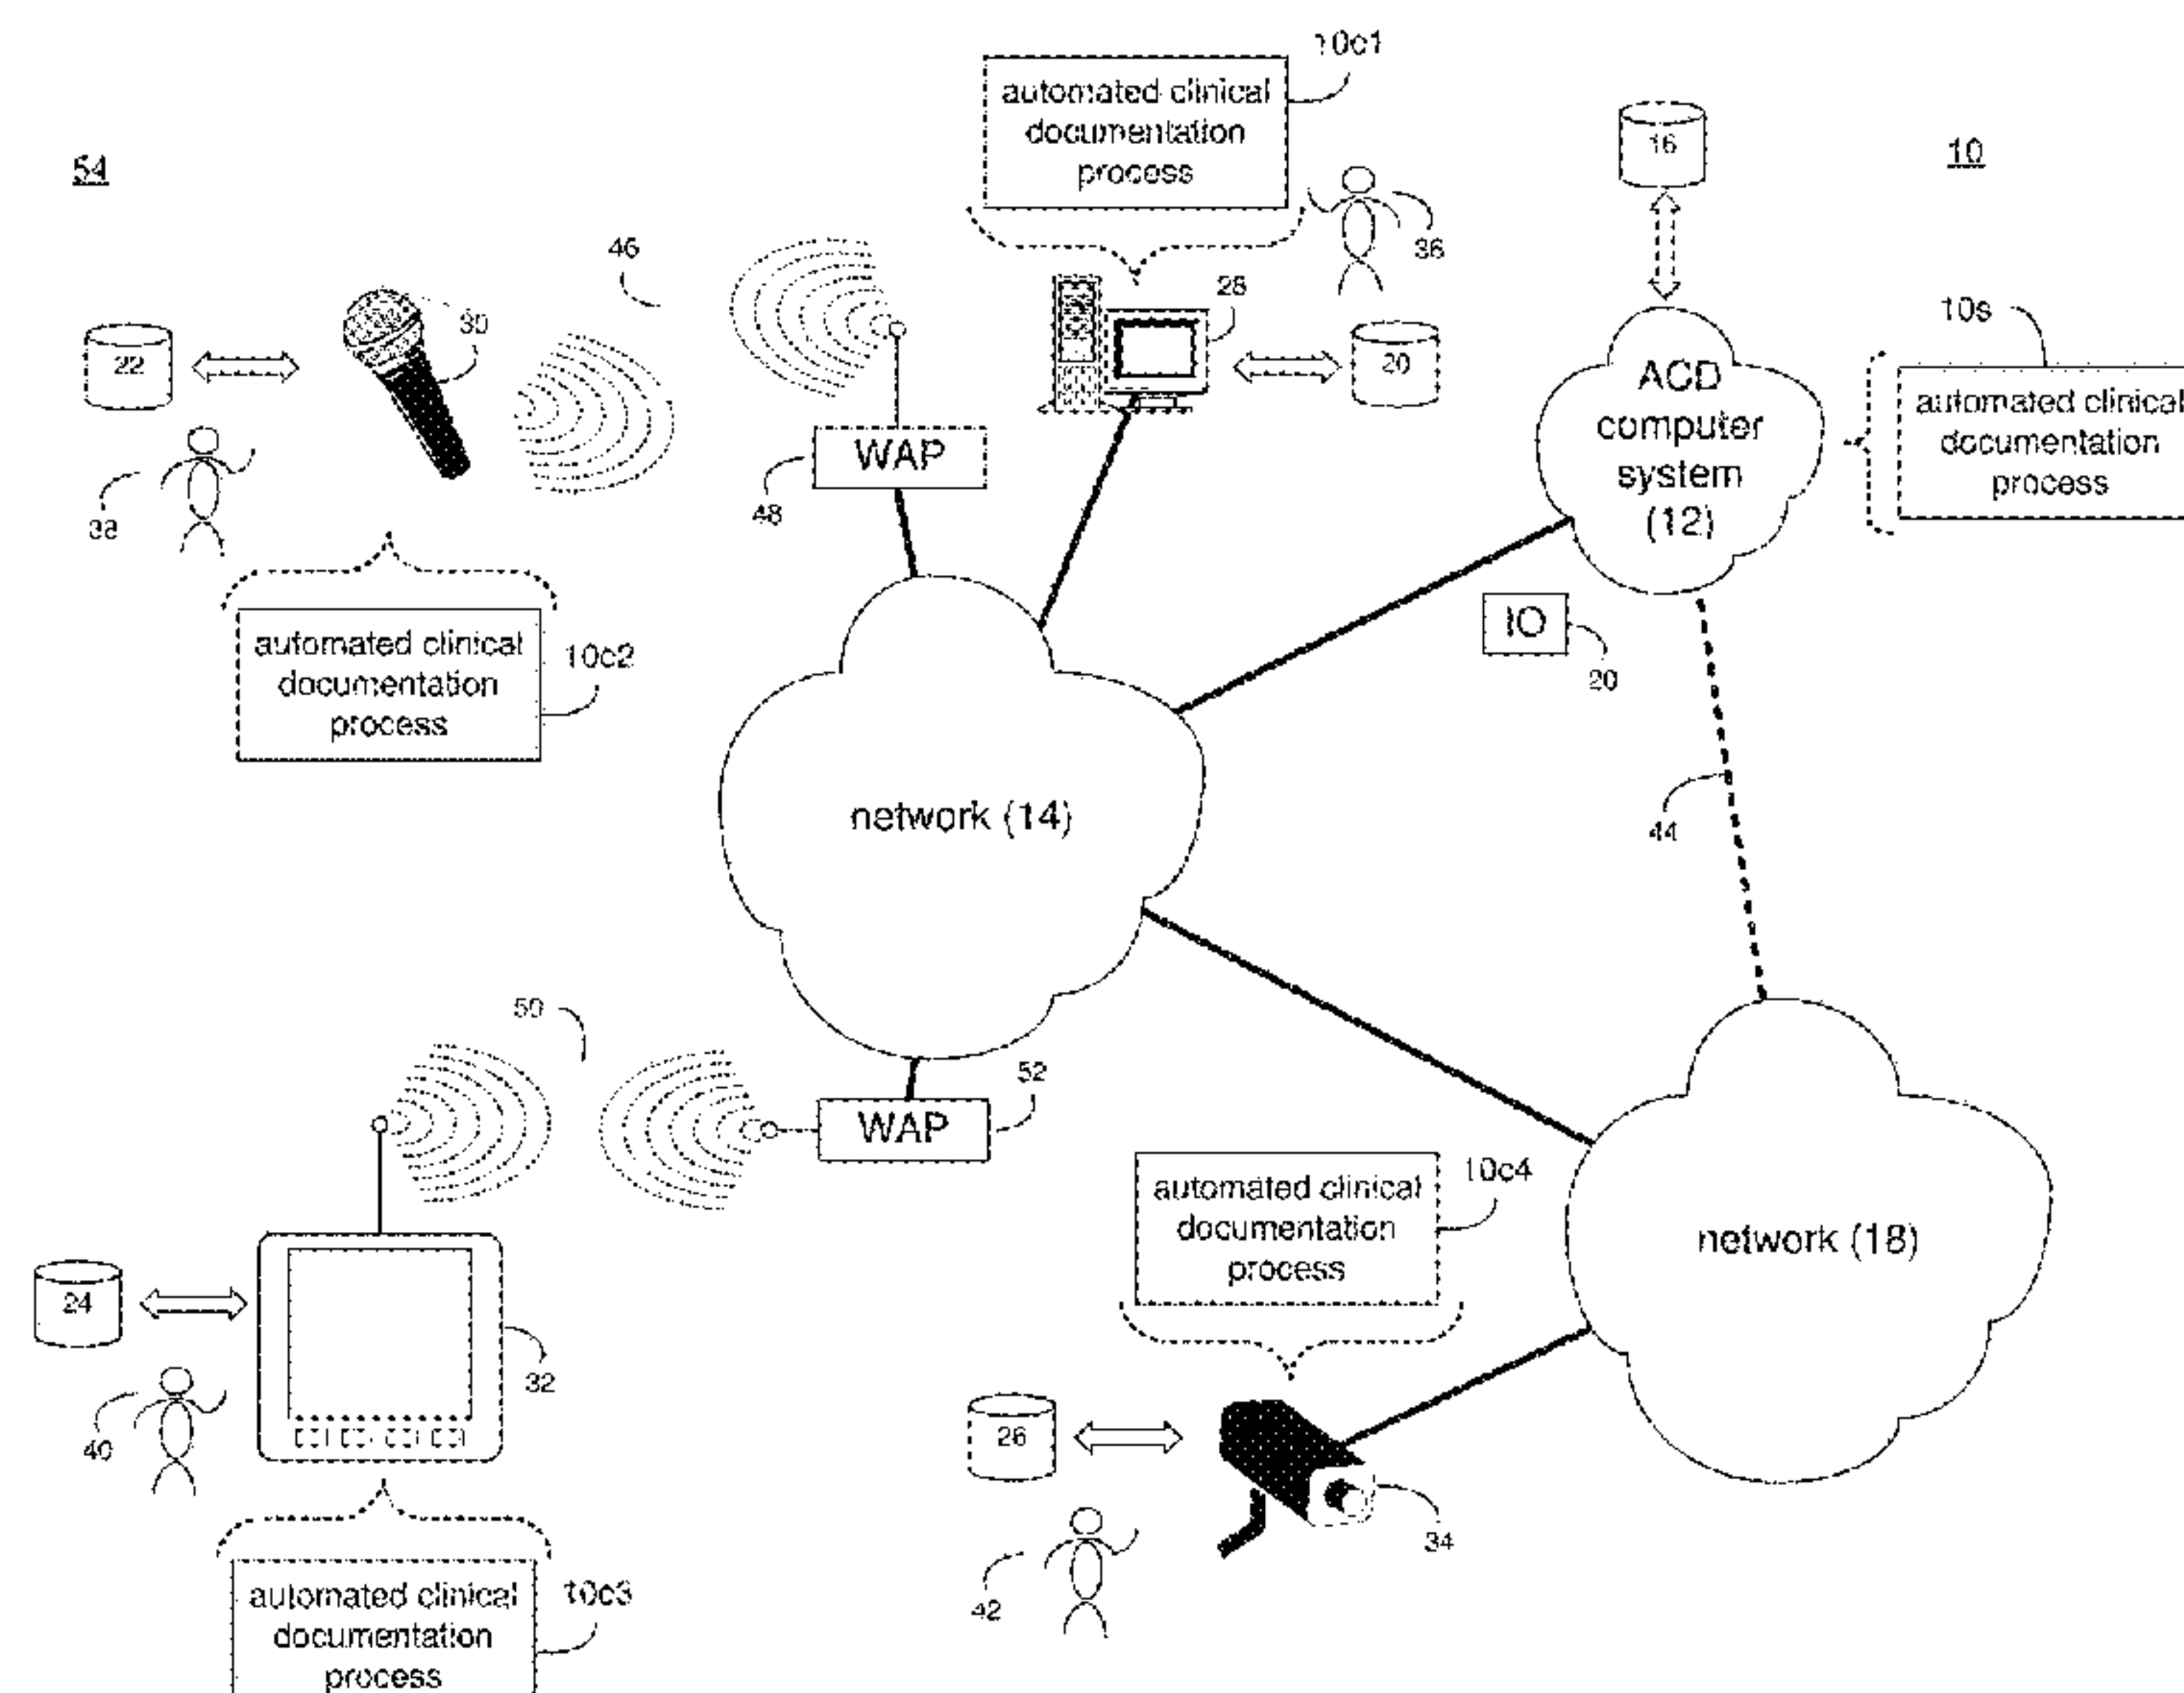 10c1
automated clinical
documentation
process
16
10
54
36
46
28
30
10s
22
20
ACD
computer
system
(12)
automated clinical
documentation
process
WAP
48
38
IO
20
automated clinical
documentation
process
10c2
network (14)
44
50
52
WAP
automated clinical
documentation
process
10c4
network (18)
24
32
40
26
34
42
automated clinical
documentation
process
10c3